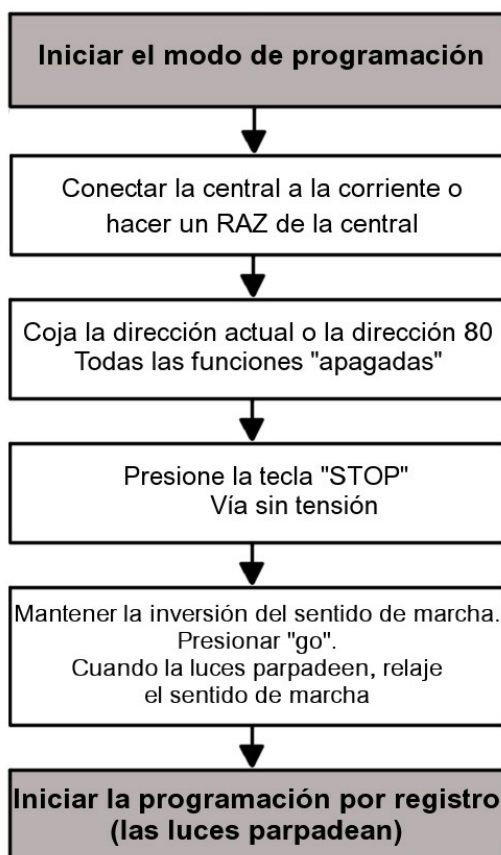 Iniciar el modo de programación
Conectar la central a la corriente o
hacer un RAZ de la central
Coja la dirección actual o la dirección 80
Todas las funciones "apagadas"
Presione la tecla "STOP"
Vía sin tensión
Mantener la inversión del sentido de marcha.
Presionar "go".
Cuando la luces parpadeen, relaje
el sentido de marcha
Iniciar la programación por registro
(las luces parpadean)